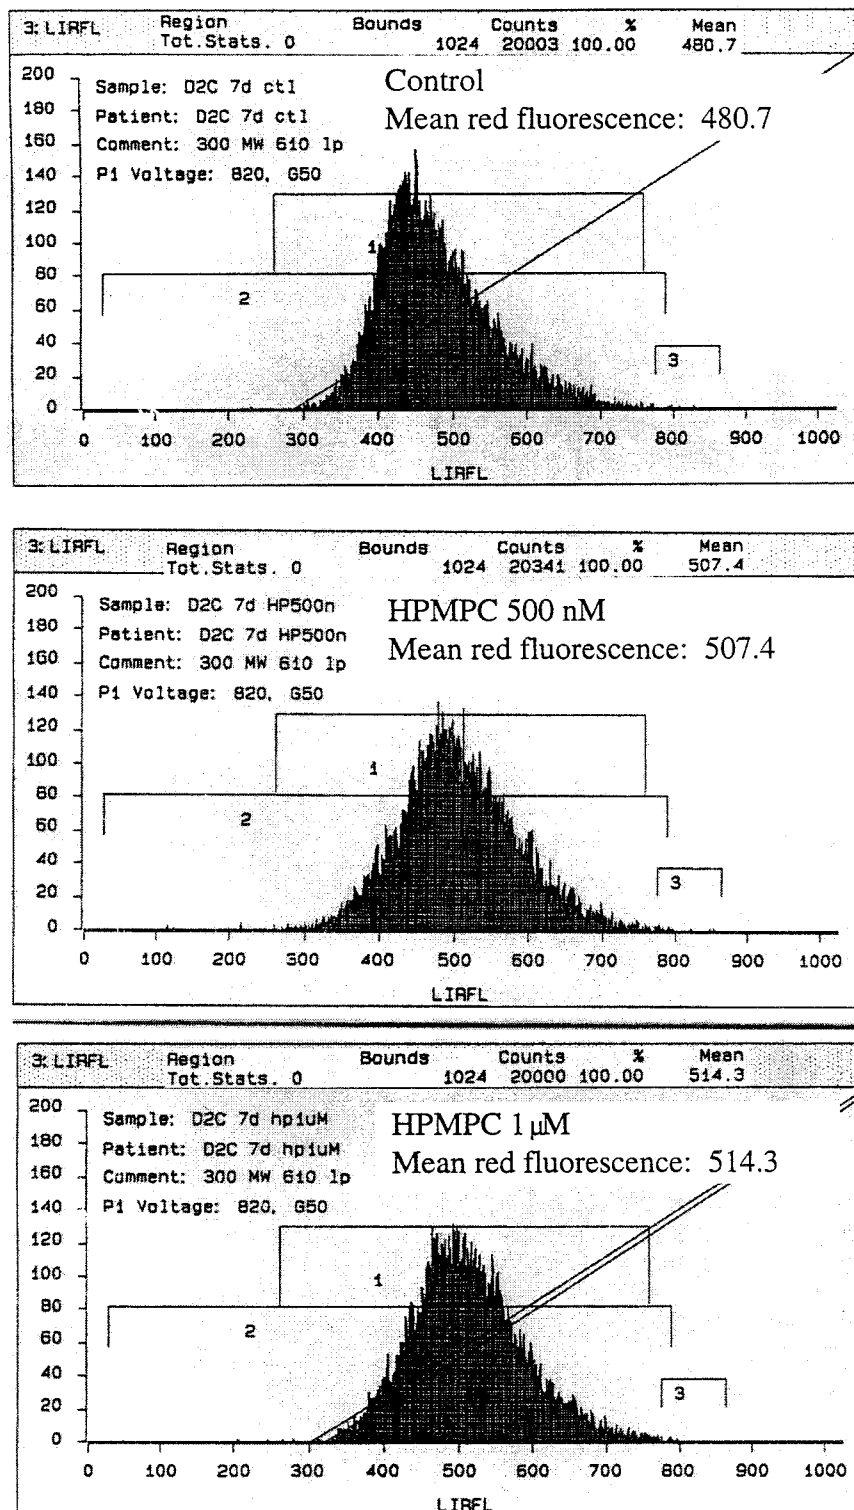 3: LIRFL Region Bounds Counts % Mean
Tot.Stats. 0 1024 20003 100.00 480.7
200
Sample: D2C 7d ctl
Control
180
Patient: D2C 7d ctl
Mean red fluorescence: 480.7
160
Comment: 300 MW 610 lp
140
P1 Voltage: 820, G50
120
100
1
80
2
60
40
3
20
0
0 100 200 300 400 500 600 700 800 900 1000
LIRFL
3: LIRFL Region Bounds Counts % Mean
Tot.Stats. 0 1024 20341 100.00 507.4
200
Sample: D2C 7d HP500n
HPMPC 500 nM
180
Patient: D2C 7d HP500n
Mean red fluorescence: 507.4
160
Comment: 300 MW 610 lp
140
P1 Voltage: 820, G50
120
100
1
80
2
60
40
3
20
0
0 100 200 300 400 500 600 700 800 900 1000
LIRFL
3: LIRFL Region Bounds Counts % Mean
Tot.Stats. 0 1024 20000 100.00 514.3
200
Sample: D2C 7d hp1uM
HPMPC 1 μM
180
Patient: D2C 7d hp1uM
Mean red fluorescence: 514.3
160
Comment: 300 MW 610 lp
140
P1 Voltage: 820, G50
120
100
1
80
2
60
40
3
20
0
0 100 200 300 400 500 600 700 800 900 1000
LIRFL